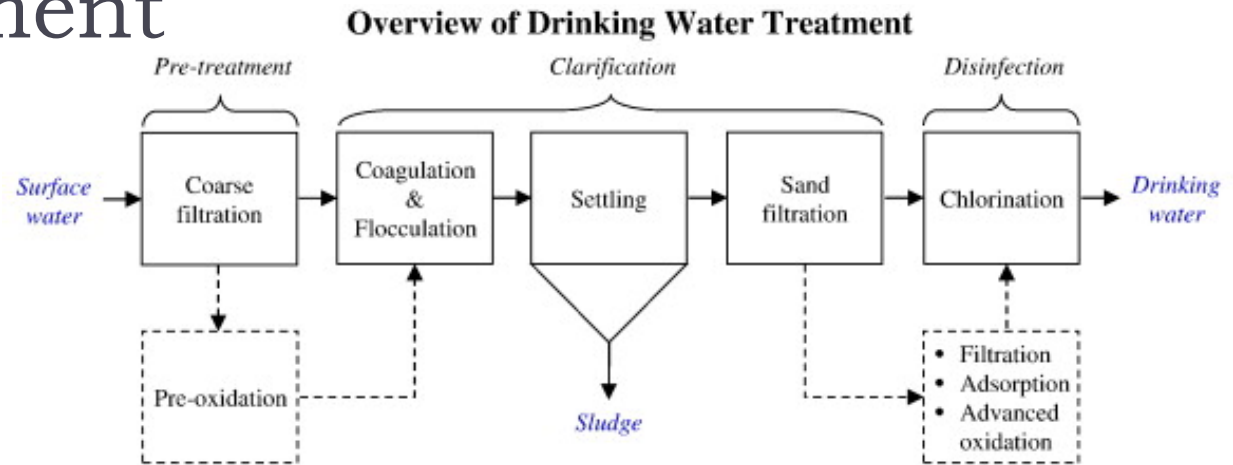 ment
Overview of Drinking Water Treatment
Pre-treatment
Clarification
Disinfection
Surface
water
Coarse
filtration
Coagulation
&
Flocculation
Settling
Sand
filtration
Chlorination
Drinking
water
Pre-oxidation
Sludge
• Filtration
• Adsorption
• Advanced
oxidation